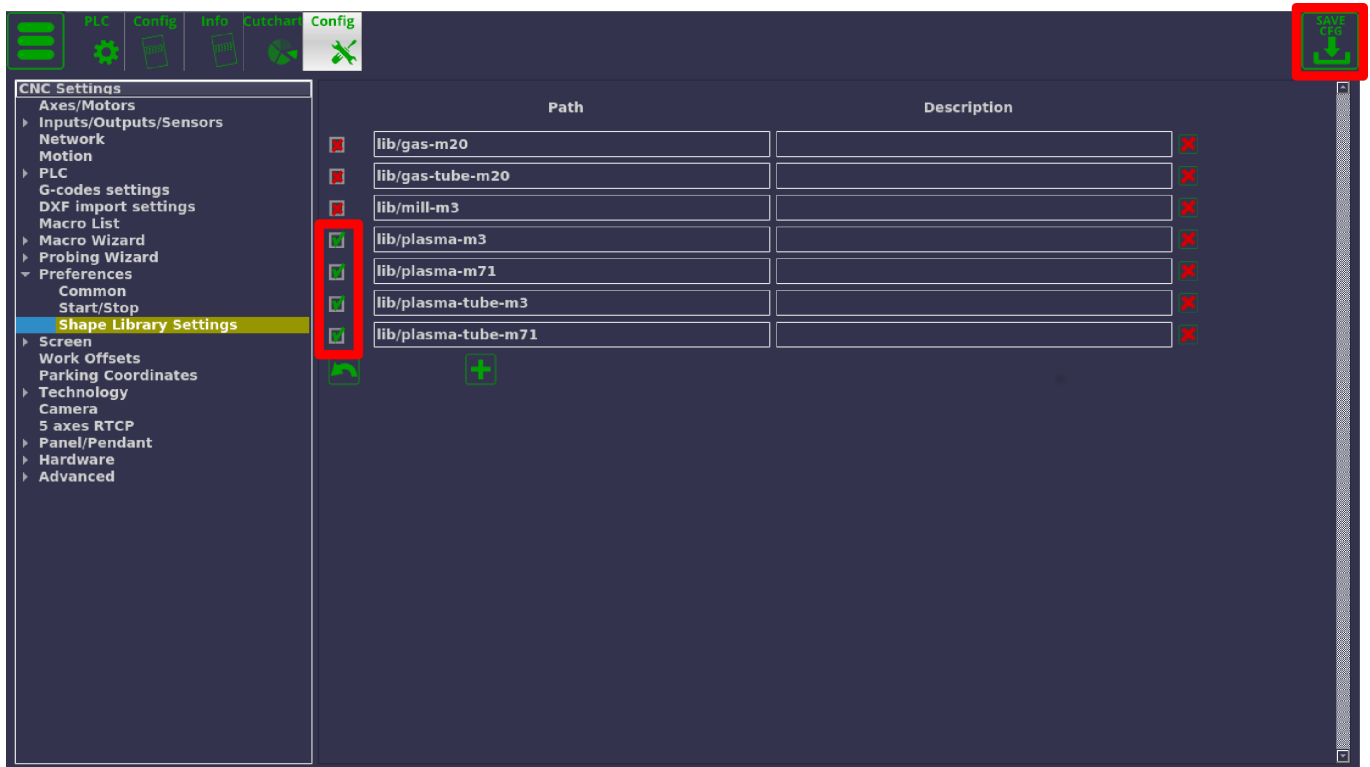 PLC Config Info Cutchart Config
SAVE
CFG
CNC Settings
Axes/Motors
Inputs/Outputs/Sensors
Network
Motion
PLC
G-codes settings
DXF import settings
Macro List
Macro Wizard
Probing Wizard
Preferences
Common
Start/Stop
Shape Library Settings
Screen
Work Offsets
Parking Coordinates
Technology
Camera
5 axes RTCP
Panel/Pendant
Hardware
Advanced
Path Description
lib/gas-m20
lib/gas-tube-m20
lib/mill-m3
lib/plasma-m3
lib/plasma-m71
lib/plasma-tube-m3
lib/plasma-tube-m71